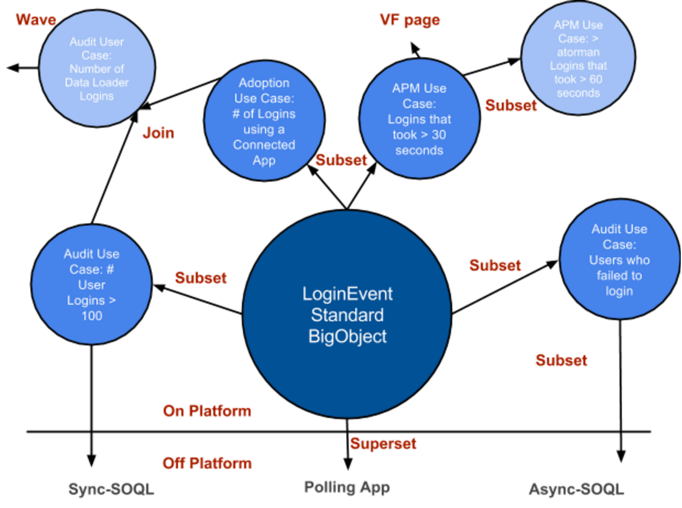 Wave
Audit User
Case:
Number of
Data Loader
Logins
Join
Adoption
Use Case:
# of Logins
using a
Connected
App
Subset
VF page
APM Use
Case:
Logins that
took > 30
seconds
Subset
APM Use
Case: >
atorman
Logins that
took > 60
seconds
Audit Use
Case: #
User
Logins >
100
Subset
LoginEvent
Standard
BigObject
Subset
Audit Use
Case:
Users who
failed to
login
Subset
On Platform
Superset
Off Platform
Sync-SOQL
Polling App
Async-SOQL